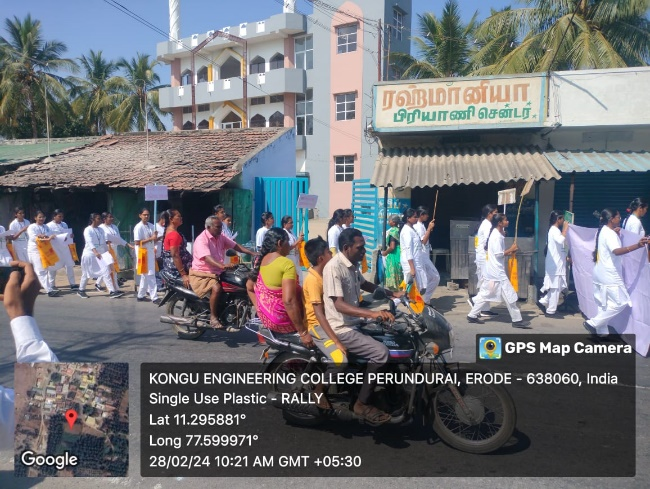 ரஹ்மானியா
பிரியாணி சென்டர்
GPS Map Camera
KONGU ENGINEERING COLLEGE PERUNDURAI, ERODE - 638060, India
Single Use Plastic - RALLY
Lat 11.295881°
Long 77.599971°
28/02/24 10:21 AM GMT +05:30
Google